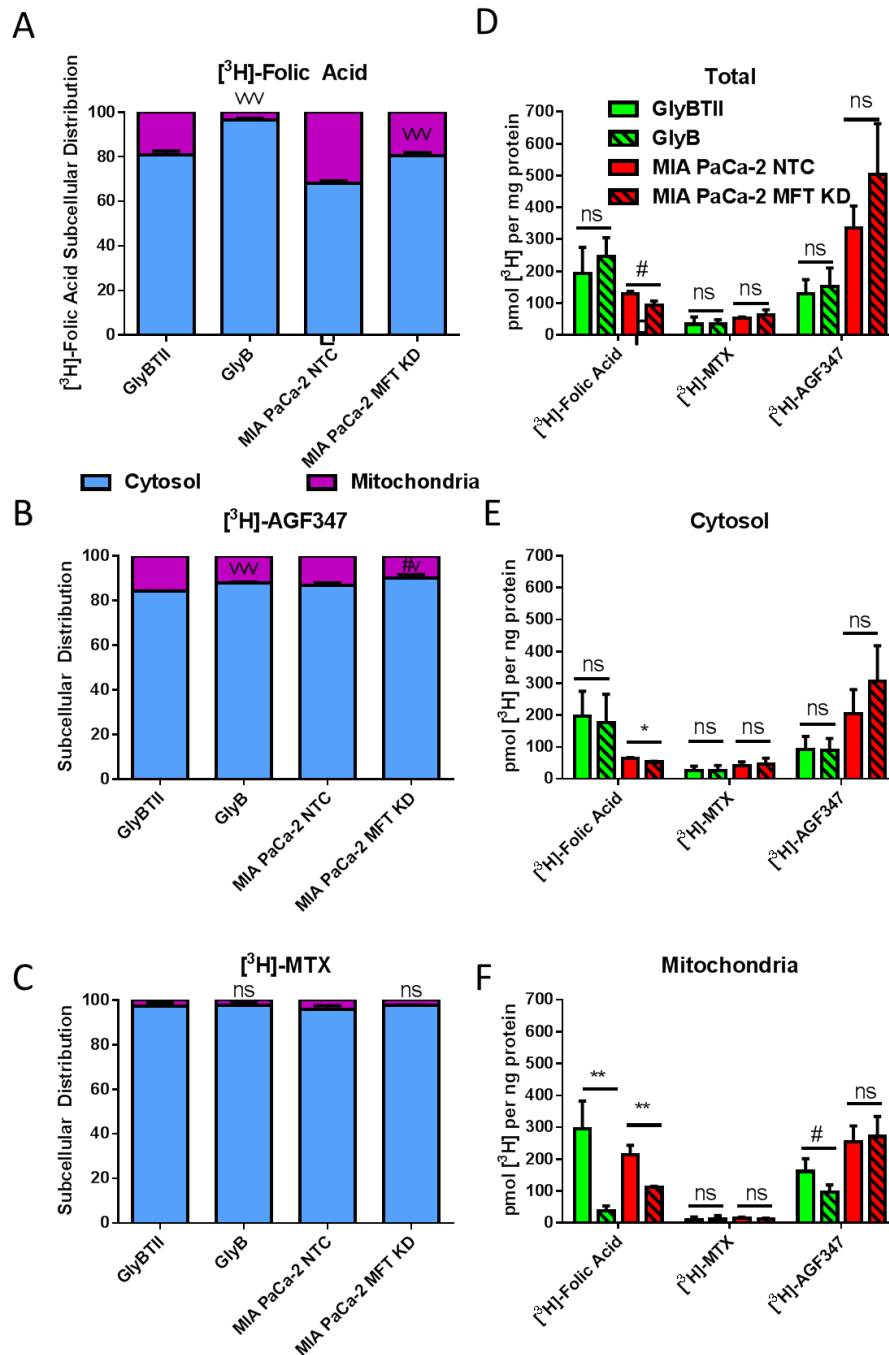 A
[³H]-Folic Acid
[³H]-Folic Acid Subcellular Distribution
100
80
60
40
20
0
GlyBTII
GlyB
MIA PaCa-2 NTC
MIA PaCa-2 MFT KD
Cytosol
Mitochondria
B
[³H]-AGF347
Subcellular Distribution
100
80
60
40
20
0
GlyBTII
GlyB
MIA PaCa-2 NTC
MIA PaCa-2 MFT KD
C
[³H]-MTX
Subcellular Distribution
100
80
60
40
20
0
ns
ns
GlyBTII
GlyB
MIA PaCa-2 NTC
MIA PaCa-2 MFT KD
D
Total
pmol [³H] per mg protein
700
600
500
400
300
200
100
0
GlyBTII
GlyB
MIA PaCa-2 NTC
MIA PaCa-2 MFT KD
ns
#
ns
ns
ns
ns
[³H]-Folic Acid
[³H]-MTX
[³H]-AGF347
E
Cytosol
pmol [³H] per ng protein
700
600
500
400
300
200
100
0
ns
*
ns
ns
ns
ns
[³H]-Folic Acid
[³H]-MTX
[³H]-AGF347
F
Mitochondria
pmol [³H] per ng protein
700
600
500
400
300
200
100
0
**
**
ns
ns
#
ns
[³H]-Folic Acid
[³H]-MTX
[³H]-AGF347